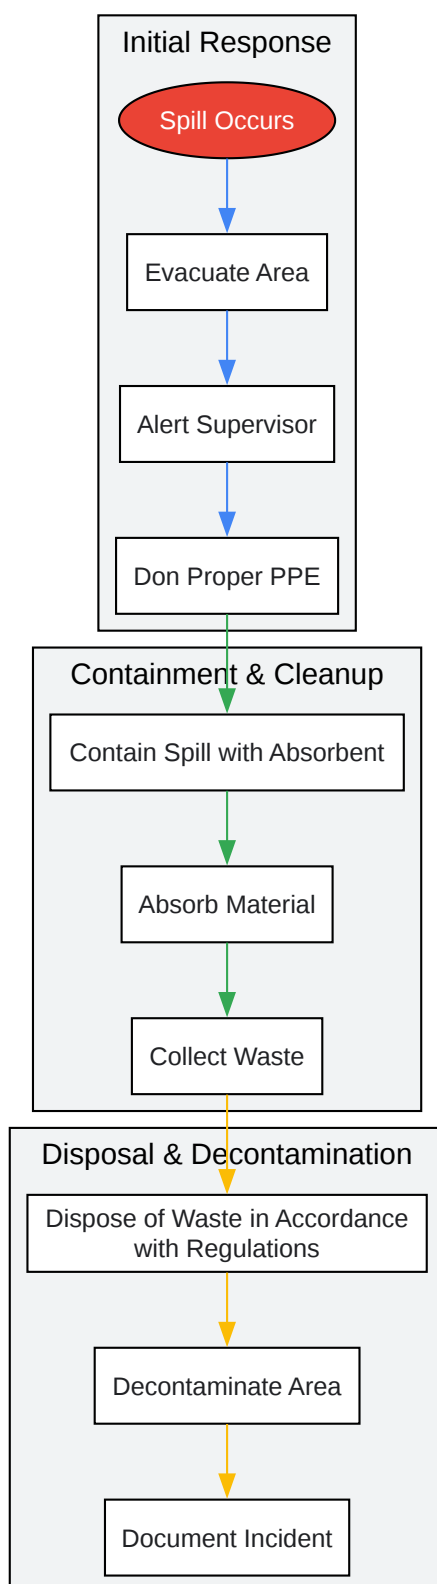 Initial Response
Spill Occurs
Evacuate Area
Alert Supervisor
Don Proper PPE
Containment & Cleanup
Contain Spill with Absorbent
Absorb Material
Collect Waste
Disposal & Decontamination
Dispose of Waste in Accordance
with Regulations
Decontaminate Area
Document Incident